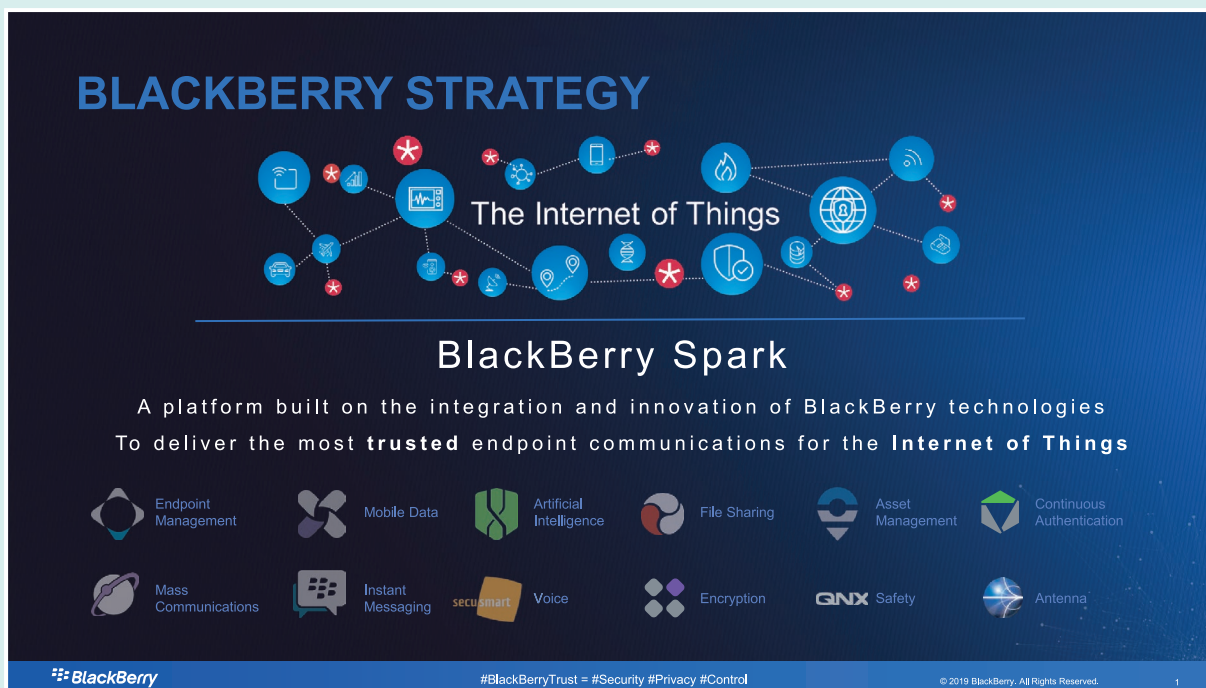 BLACKBERRY STRATEGY
The Internet of Things
BlackBerry Spark
A platform built on the integration and innovation of BlackBerry technologies
To deliver the most trusted endpoint communications for the Internet of Things
Endpoint
Management
Mobile Data
Artificial
Intelligence
File Sharing
Asset
Management
Continuous
Authentication
Mass
Communications
Instant
Messaging
secusmart
Voice
Encryption
QNX
Safety
Antenna
BlackBerry
#BlackBerryTrust = #Security #Privacy #Control
© 2019 BlackBerry. All Rights Reserved.
1